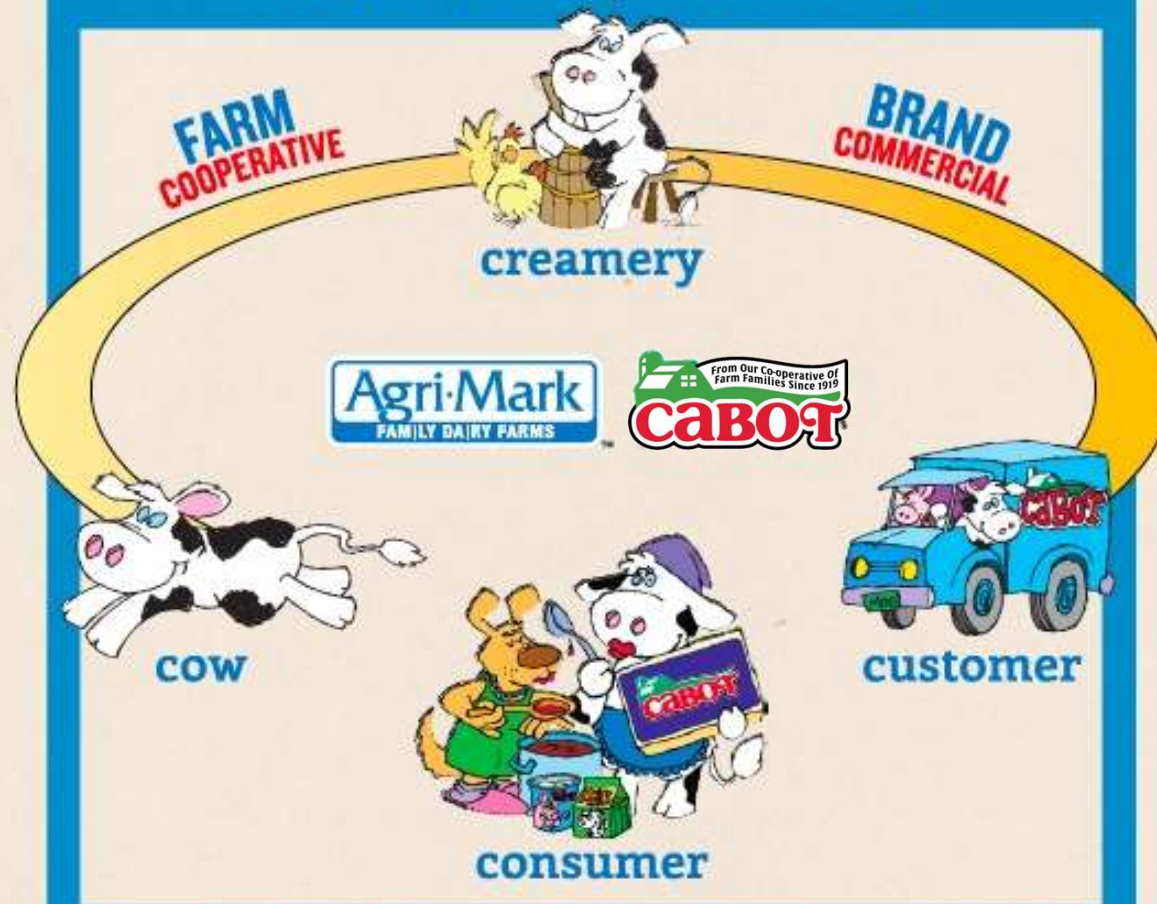 FARM
COOPERATIVE
BRAND
COMMERCIAL
creamery
Agri·Mark
FAMILY DAIRY FARMS
™
From Our Co-operative Of
Farm Families Since 1919
CABOT
CABOT
cow
customer
CABOT
consumer